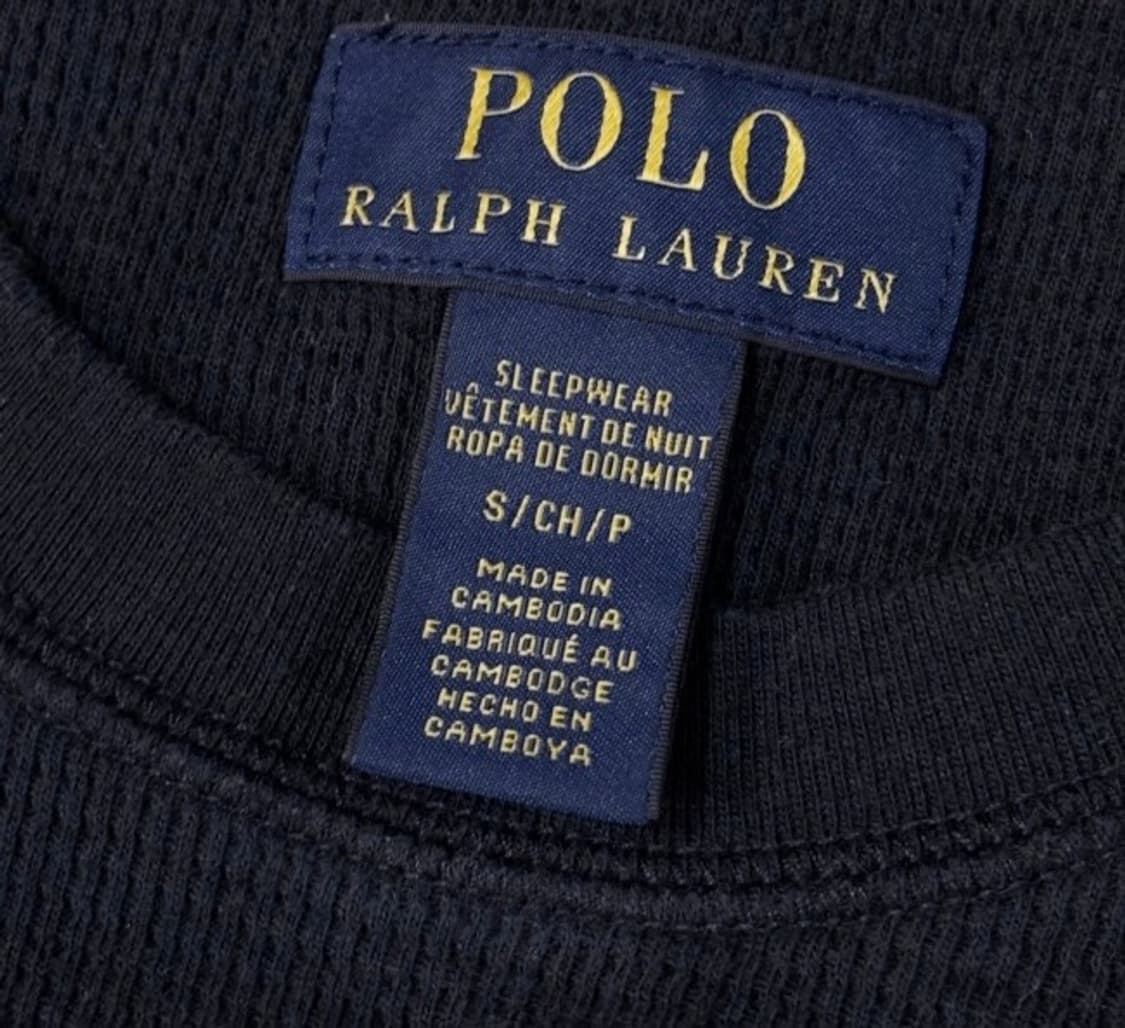 POLO
RALPH LAUREN
SLEEPWEAR
VÊTEMENT DE NUIT
ROPA DE DORMIR
S/CH/P
MADE IN
CAMBODIA
FABRIQUÉ AU
CAMBODGE
HECHO EN
CAMBOYA